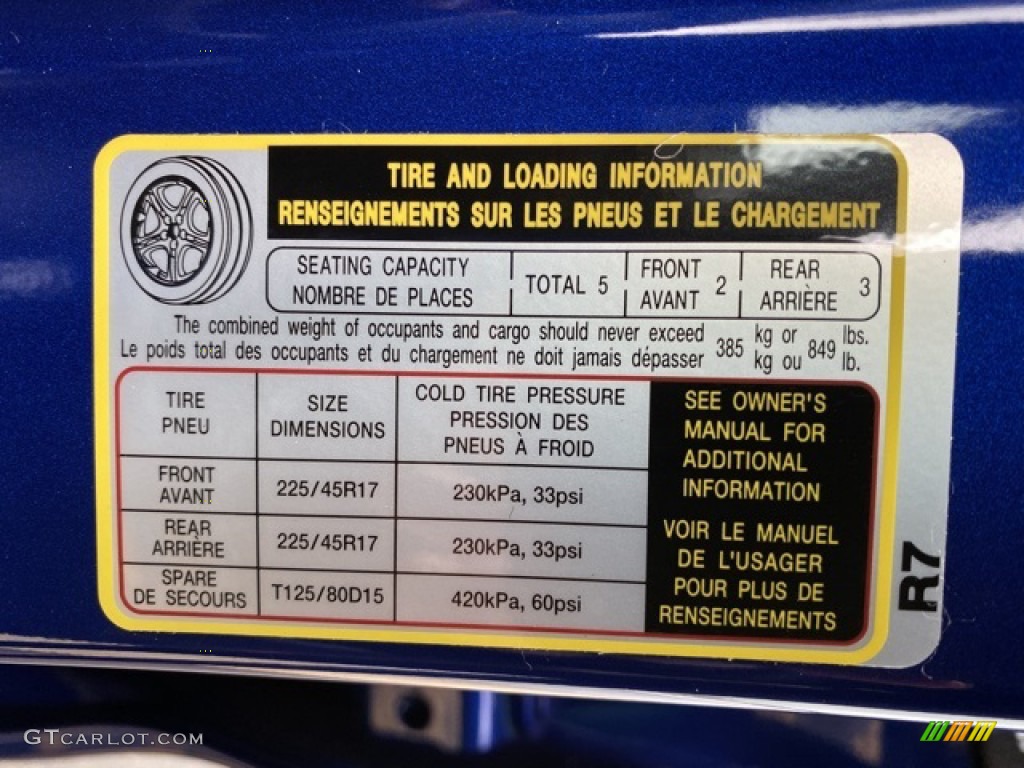 TIRE AND LOADING INFORMATION
RENSEIGNEMENTS SUR LES PNEUS ET LE CHARGEMENT
SEATING CAPACITY
NOMBRE DE PLACES
TOTAL 5
FRONT
AVANT
2
REAR
ARRIÈRE
3
The combined weight of occupants and cargo should never exceed
Le poids total des occupants et du chargement ne doit jamais dépasser
385
kg or
kg ou
849
lbs.
lb.
TIRE
PNEU
SIZE
DIMENSIONS
COLD TIRE PRESSURE
PRESSION DES
PNEUS À FROID
FRONT
AVANT
225/45R17
230kPa, 33psi
REAR
ARRIÈRE
225/45R17
230kPa, 33psi
SPARE
DE SECOURS
T125/80D15
420kPa, 60psi
SEE OWNER'S
MANUAL FOR
ADDITIONAL
INFORMATION
VOIR LE MANUEL
DE L'USAGER
POUR PLUS DE
RENSEIGNEMENTS
R7
GTCARLOT.COM